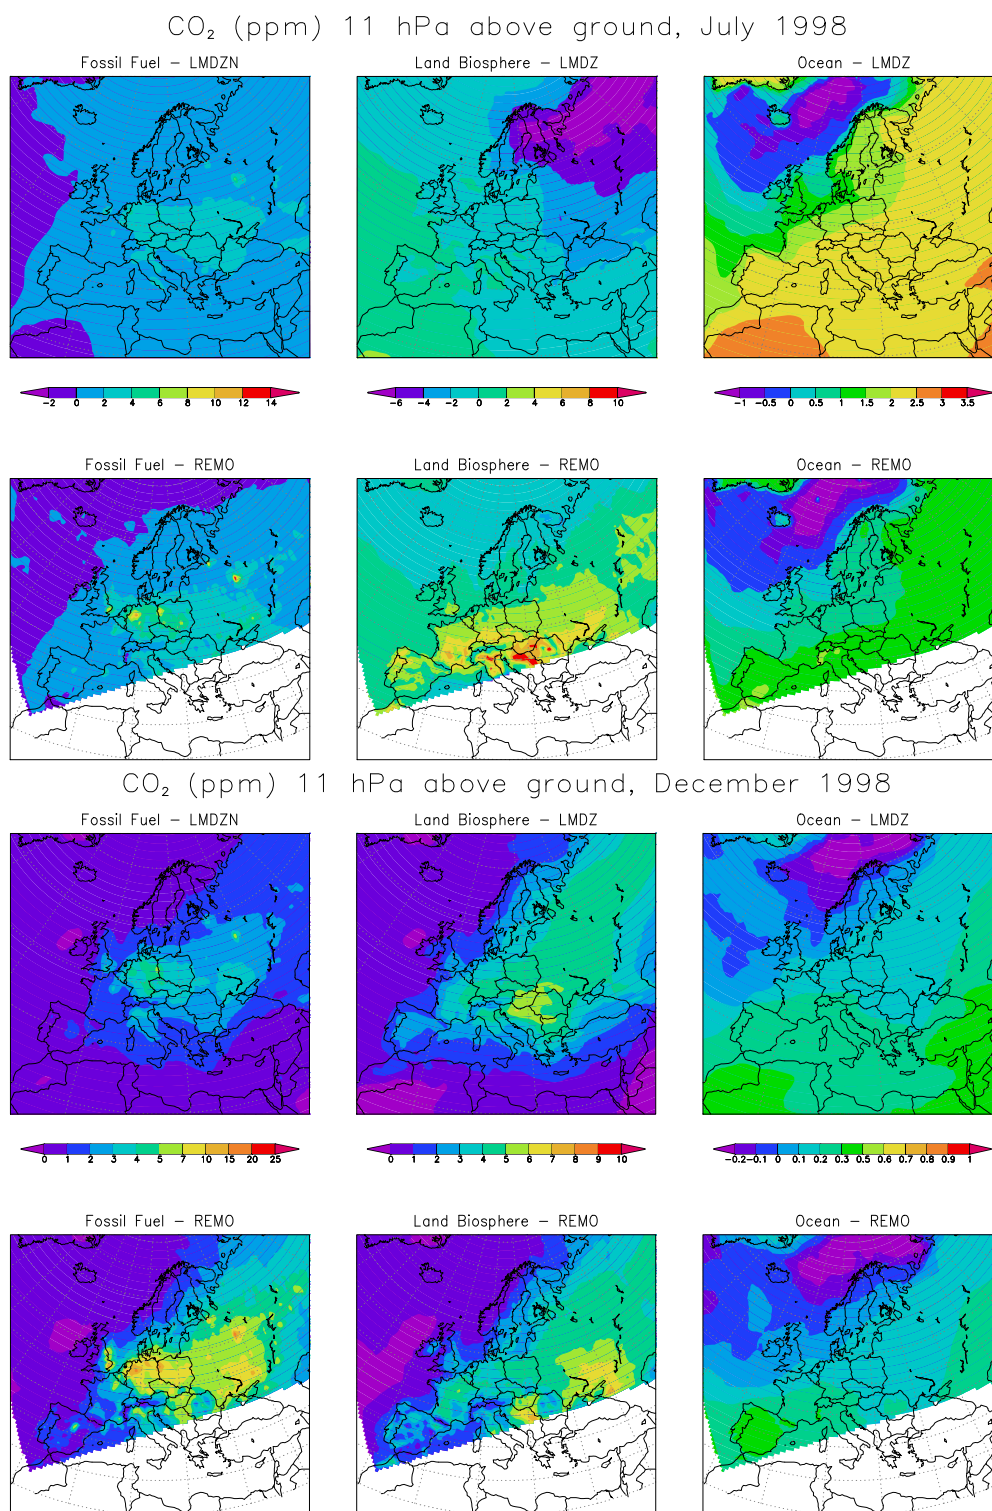 CO₂ (ppm) 11 hPa above ground, July 1998
Fossil Fuel − LMDZN
Land Biosphere − LMDZ
Ocean − LMDZ
−2 0 2 4 6 8 10 12 14
−6 −4 −2 0 2 4 6 8 10
−1 −0.5 0 0.5 1 1.5 2 2.5 3 3.5
Fossil Fuel − REMO
Land Biosphere − REMO
Ocean − REMO
CO₂ (ppm) 11 hPa above ground, December 1998
Fossil Fuel − LMDZN
Land Biosphere − LMDZ
Ocean − LMDZ
0 1 2 3 4 5 7 10 15 20 25
0 1 2 3 4 5 6 7 8 9 10
−0.2 −0.1 0 0.1 0.2 0.3 0.5 0.6 0.7 0.8 0.9 1
Fossil Fuel − REMO
Land Biosphere − REMO
Ocean − REMO